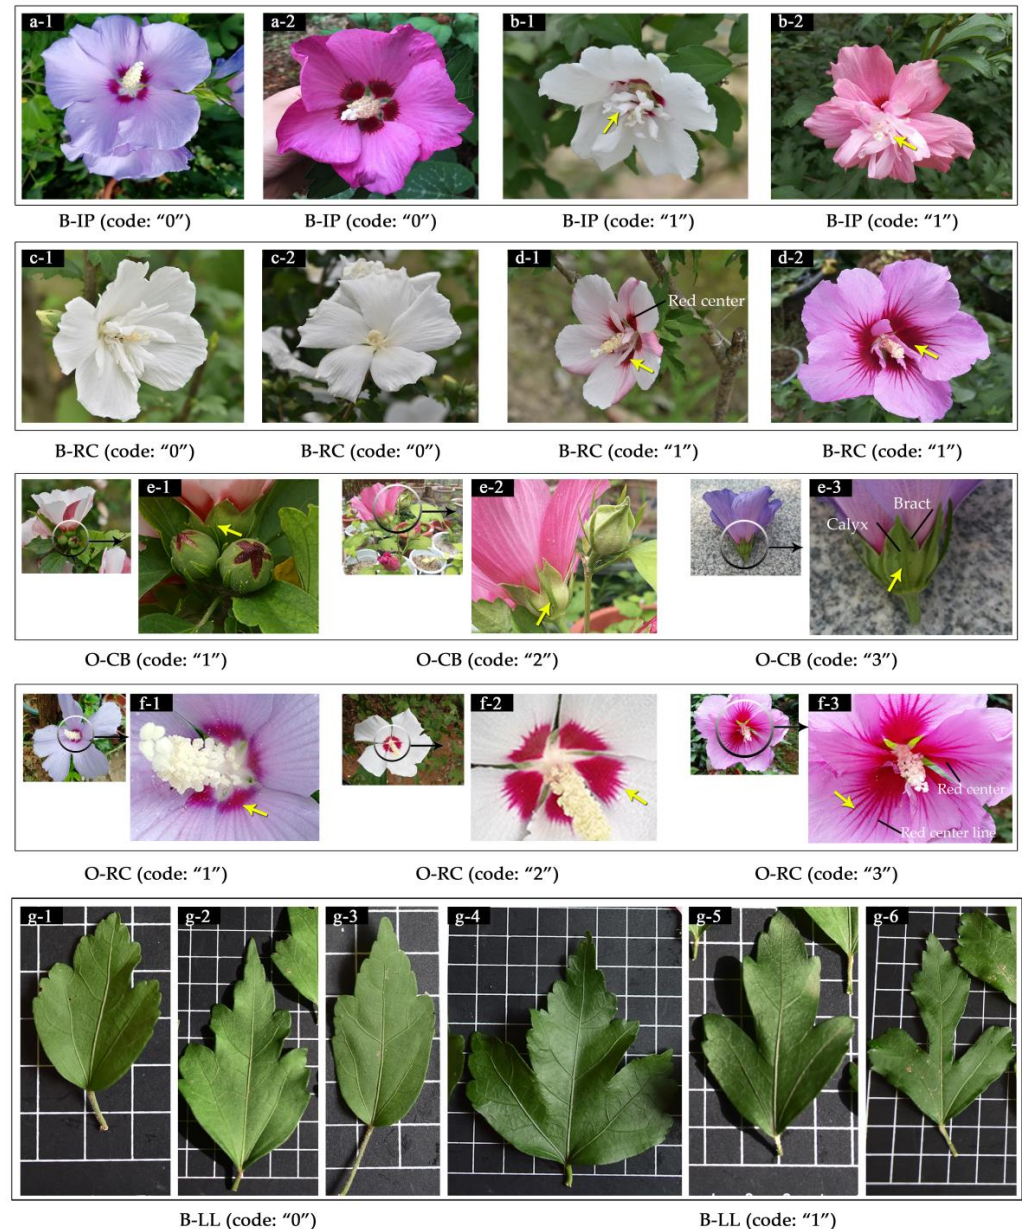 a-1 a-2 b-1 b-2
B-IP (code: “0”) B-IP (code: “0”) B-IP (code: “1”) B-IP (code: “1”)
c-1 c-2 d-1 d-2
Red center
B-RC (code: “0”) B-RC (code: “0”) B-RC (code: “1”) B-RC (code: “1”)
e-1 e-2 e-3
Bract
Calyx
O-CB (code: “1”) O-CB (code: “2”) O-CB (code: “3”)
f-1 f-2 f-3
Red center
Red center line
O-RC (code: “1”) O-RC (code: “2”) O-RC (code: “3”)
g-1 g-2 g-3 g-4 g-5 g-6
B-LL (code: “0”) B-LL (code: “1”)